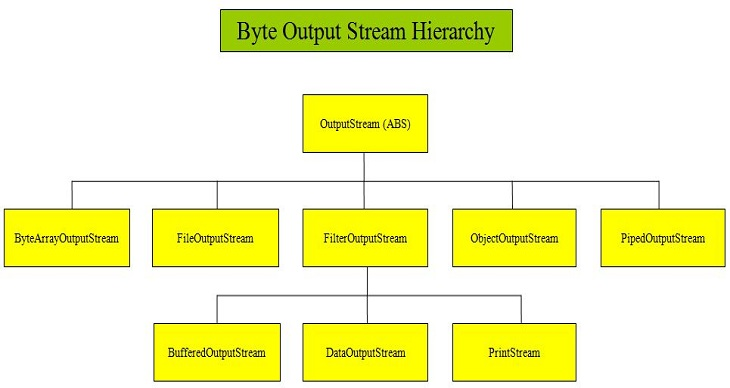 Byte Output Stream Hierarchy
OutputStream (ABS)
ByteArrayOutputStream
FileOutputStream
FilterOutputStream
ObjectOutputStream
PipedOutputStream
BufferedOutputStream
DataOutputStream
PrintStream